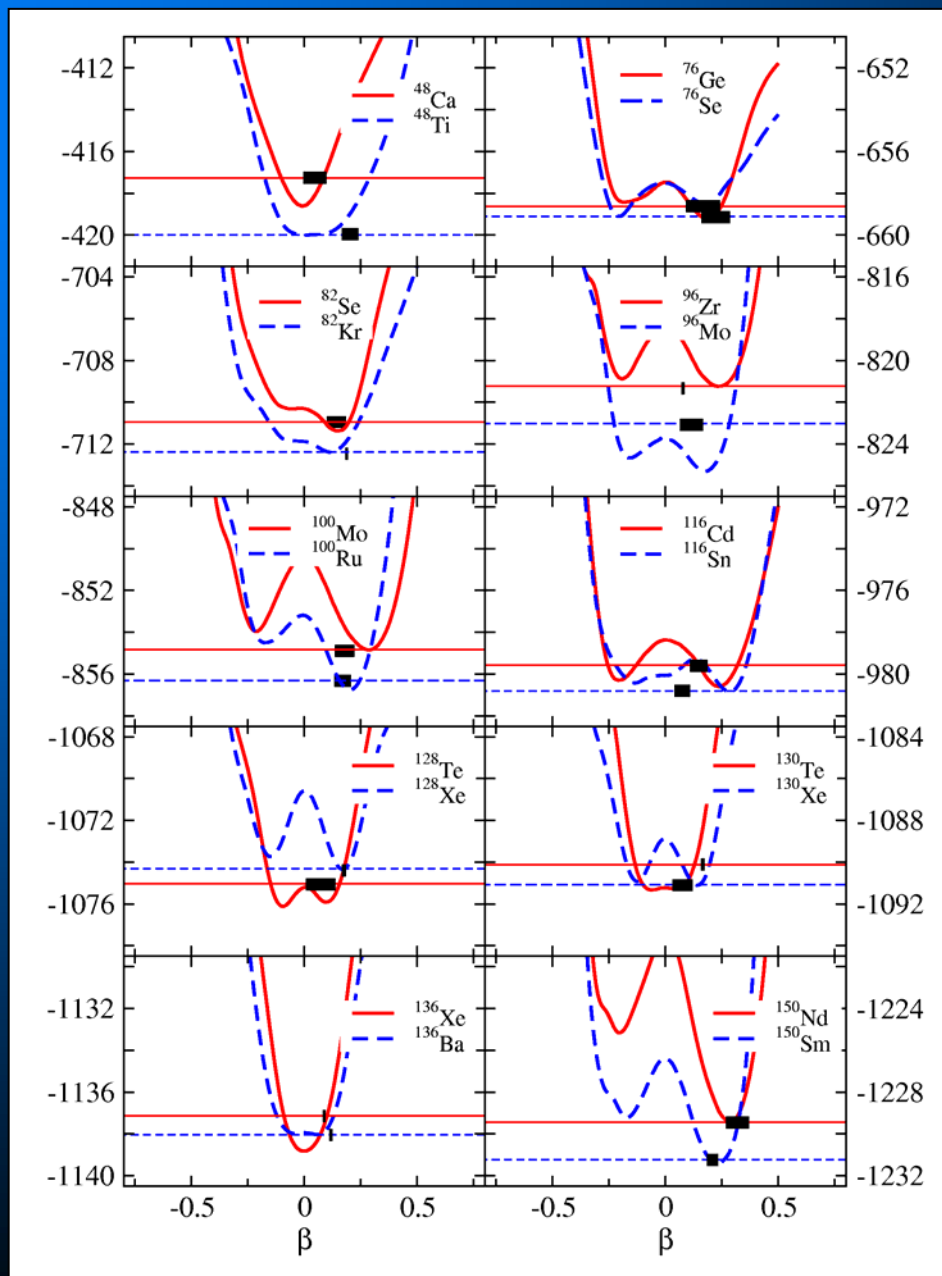 -412
-416
-420
⁴⁸Ca
⁴⁸Ti
⁷⁶Ge
⁷⁶Se
-652
-656
-660
-704
-708
-712
⁸²Se
⁸²Kr
⁹⁶Zr
⁹⁶Mo
-816
-820
-824
-848
-852
-856
¹⁰⁰Mo
¹⁰⁰Ru
¹¹⁶Cd
¹¹⁶Sn
-972
-976
-980
-1068
-1072
-1076
¹²⁸Te
¹²⁸Xe
¹³⁰Te
¹³⁰Xe
-1084
-1088
-1092
-1132
-1136
-1140
¹³⁶Xe
¹³⁶Ba
¹⁵⁰Nd
¹⁵⁰Sm
-1224
-1228
-1232
-0.5 0 0.5
-0.5 0 0.5
β
β